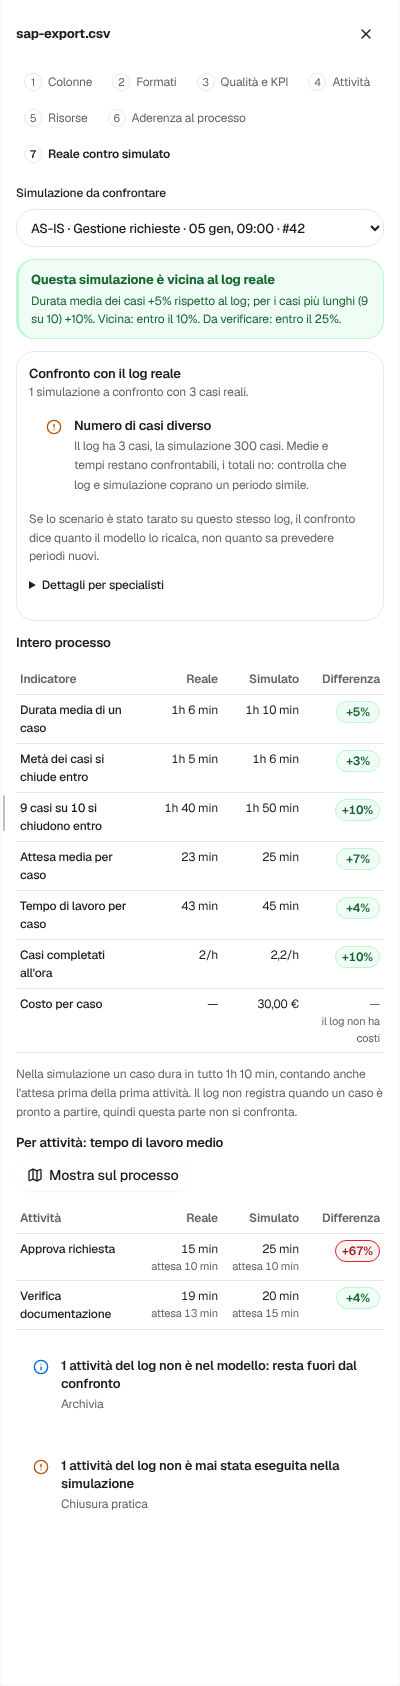 sap-export.csv
1 Colonne 2 Formati 3 Qualità e KPI 4 Attività
5 Risorse 6 Aderenza al processo
7 Reale contro simulato
Simulazione da confrontare
AS-IS · Gestione richieste · 05 gen, 09:00 · #42
Questa simulazione è vicina al log reale
Durata media dei casi +5% rispetto al log; per i casi più lunghi (9
su 10) +10%. Vicina: entro il 10%. Da verificare: entro il 25%.
Confronto con il log reale
1 simulazione a confronto con 3 casi reali.
Numero di casi diverso
Il log ha 3 casi, la simulazione 300 casi. Medie e
tempi restano confrontabili, i totali no: controlla che
log e simulazione coprano un periodo simile.
Se lo scenario è stato tarato su questo stesso log, il confronto
dice quanto il modello lo ricalca, non quanto sa prevedere
periodi nuovi.
Dettagli per specialisti
Intero processo
Indicatore Reale Simulato Differenza
Durata media di un 1h 6 min 1h 10 min +5%
caso
Metà dei casi si 1h 5 min 1h 6 min +3%
chiude entro
9 casi su 10 si 1h 40 min 1h 50 min +10%
chiudono entro
Attesa media per 23 min 25 min +7%
caso
Tempo di lavoro per 43 min 45 min +4%
caso
Casi completati 2/h 2,2/h +10%
all'ora
Costo per caso — 30,00 € —
il log non ha
costi
Nella simulazione un caso dura in tutto 1h 10 min, contando anche
l'attesa prima della prima attività. Il log non registra quando un caso è
pronto a partire, quindi questa parte non si confronta.
Per attività: tempo di lavoro medio
Mostra sul processo
Attività Reale Simulato Differenza
Approva richiesta 15 min 25 min +67%
attesa 10 min attesa 10 min
Verifica 19 min 20 min +4%
documentazione attesa 13 min attesa 15 min
1 attività del log non è nel modello: resta fuori dal
confronto
Archivia
1 attività del log non è mai stata eseguita nella
simulazione
Chiusura pratica